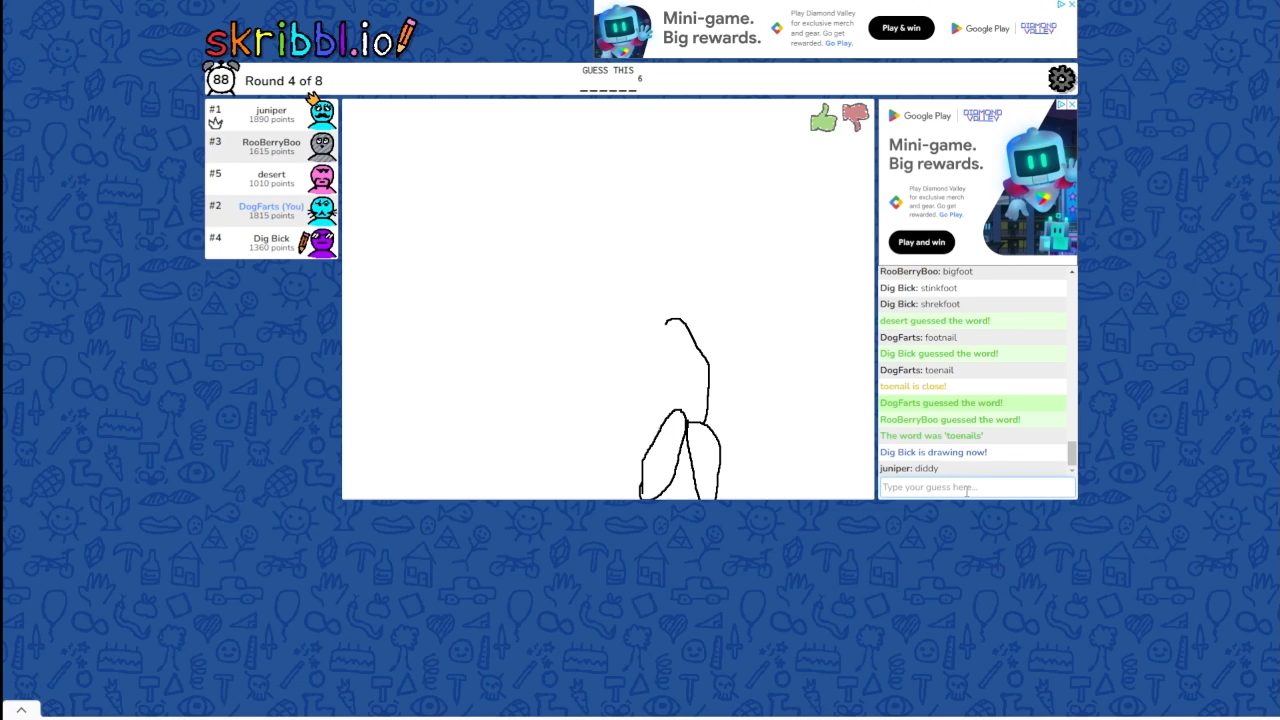 skribbl.io
Mini-game.
Big rewards.
Play Diamond Valley
for exclusive merch
and gear. Go get
rewarded. Go Play.
Play & win
Google Play
DIAMOND
VALLEY
88
Round 4 of 8
GUESS THIS
______ 6
#1
juniper
1890 points
#3
RooBerryBoo
1615 points
#5
desert
1010 points
#2
DogFarts (You)
1815 points
#4
Dig Bick
1360 points
Google Play
DIAMOND
VALLEY
Mini-game.
Big rewards.
Play Diamond Valley
for exclusive merch
and gear. Go get
rewarded. Go Play.
Play and win
RooBerryBoo: bigfoot
Dig Bick: stinkfoot
Dig Bick: shrekfoot
desert guessed the word!
DogFarts: footnail
Dig Bick guessed the word!
DogFarts: toenail
toenail is close!
DogFarts guessed the word!
RooBerryBoo guessed the word!
The word was 'toenails'
Dig Bick is drawing now!
juniper: diddy
Type your guess here...